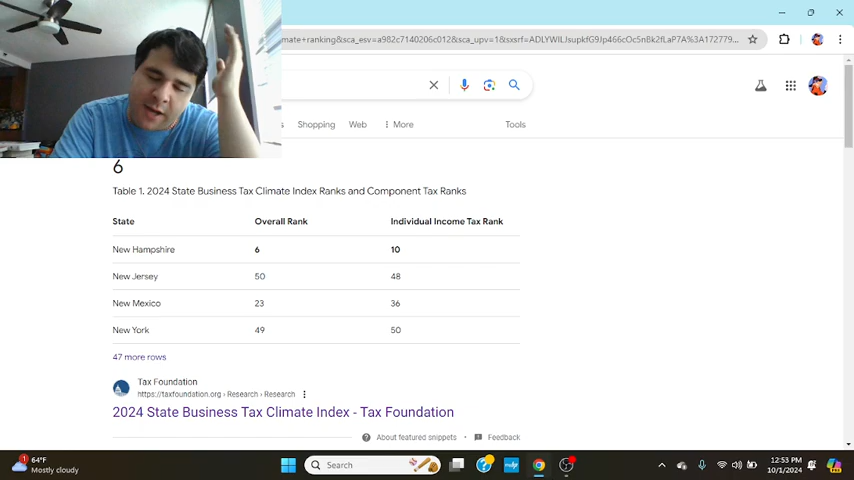 mate+ranking&sca_esv=a982c7140206c012&sca_upv=1&sxsrf=
Shopping
Web
More
Tools
6
Table 1. 2024 State Business Tax Climate Index Ranks and Component Tax Ranks
State Overall Rank Individual Income Tax Rank
New Hampshire 6 10
New Jersey 50 48
New Mexico 23 36
New York 49 50
47 more rows
Tax Foundation
https://taxfoundation.org › Research › Research
2024 State Business Tax Climate Index - Tax Foundation
About featured snippets • Feedback
1
64°F
Mostly cloudy
Search
12:53 PM
10/1/2024